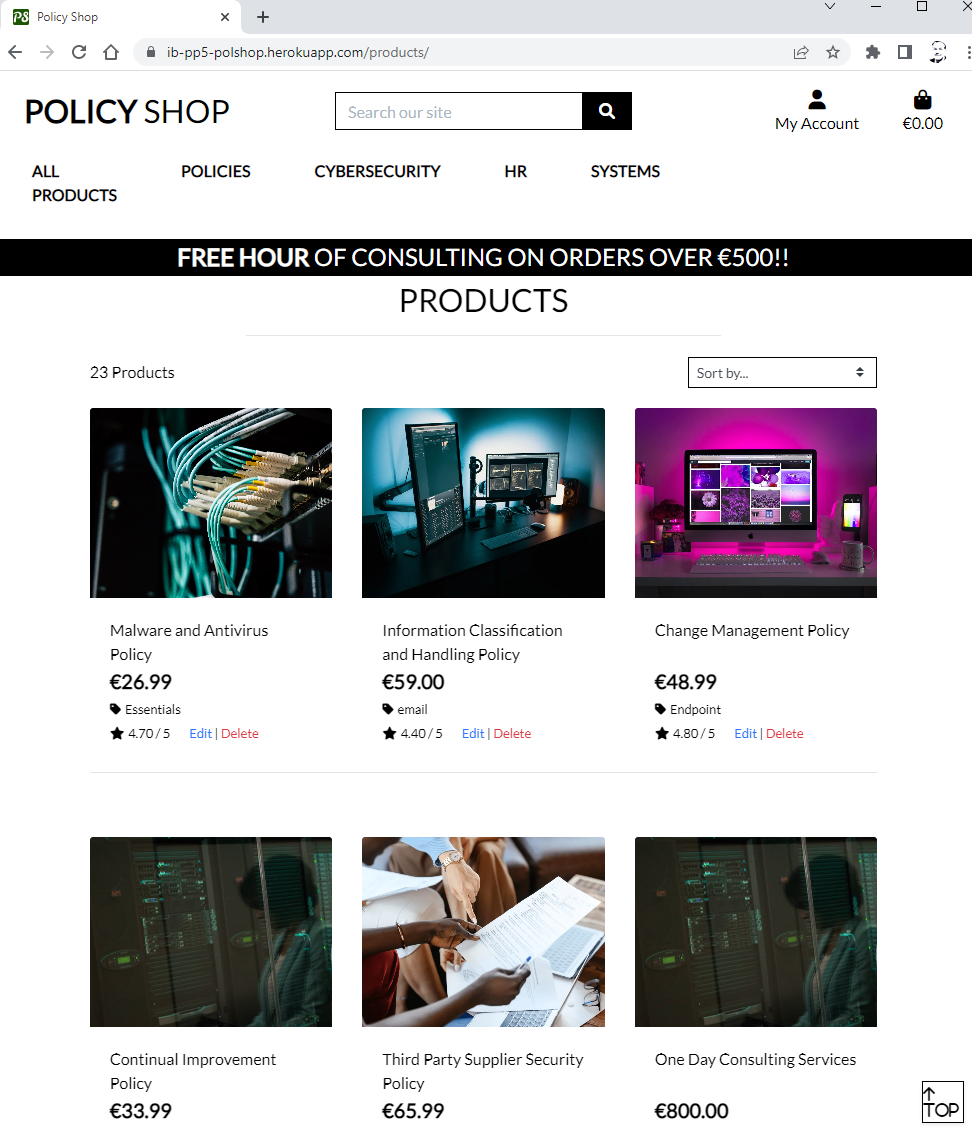 PS Policy Shop
ib-pp5-polshop.herokuapp.com/products/
POLICY SHOP
Search our site
My Account
€0.00
ALL
PRODUCTS
POLICIES
CYBERSECURITY
HR
SYSTEMS
FREE HOUR OF CONSULTING ON ORDERS OVER €500!!
PRODUCTS
23 Products
Sort by...
Malware and Antivirus
Policy
€26.99
Essentials
4.70 / 5 Edit | Delete
Information Classification
and Handling Policy
€59.00
email
4.40 / 5 Edit | Delete
Change Management Policy
€48.99
Endpoint
4.80 / 5 Edit | Delete
Continual Improvement
Policy
€33.99
Third Party Supplier Security
Policy
€65.99
One Day Consulting Services
€800.00
TOP